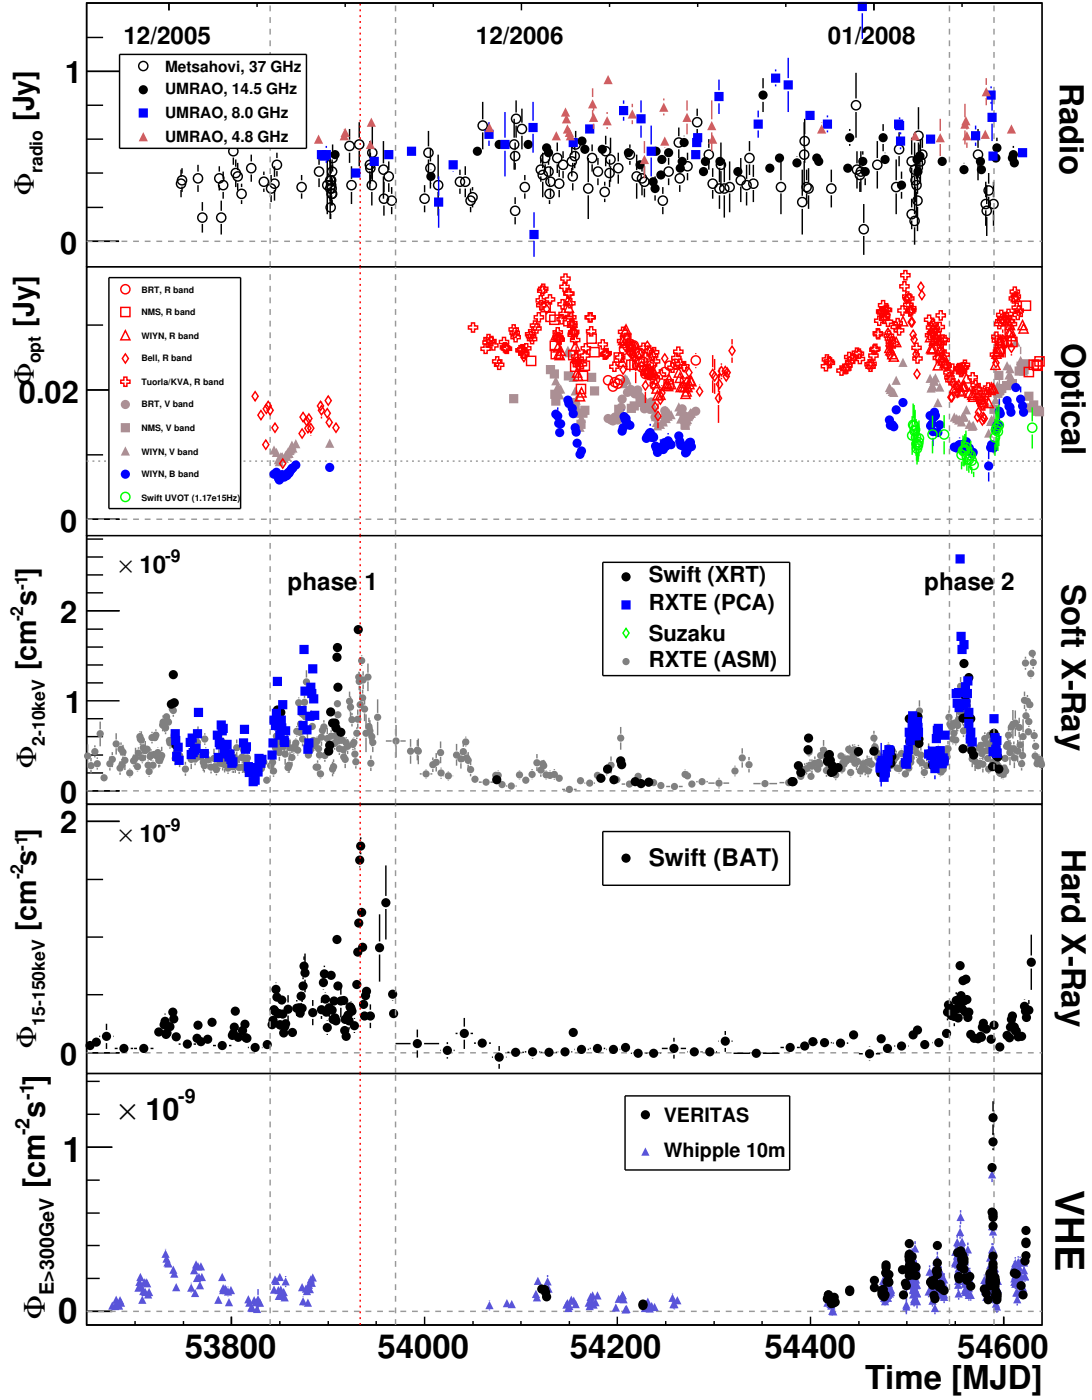 12/2005 12/2006 01/2008
1
0
Φradio [Jy]
Radio
Metsahovi, 37 GHz
UMRAO, 14.5 GHz
UMRAO, 8.0 GHz
UMRAO, 4.8 GHz
0.02
0
Φopt [Jy]
Optical
BRT, R band
NMS, R band
WIYN, R band
Bell, R band
Tuorla/KVA, R band
BRT, V band
NMS, V band
WIYN, V band
WIYN, B band
Swift UVOT (1.17e15Hz)
× 10⁻⁹
2
1
0
Φ2-10keV [cm⁻²s⁻¹]
Soft X-Ray
phase 1 phase 2
Swift (XRT)
RXTE (PCA)
Suzaku
RXTE (ASM)
2
× 10⁻⁹
0
Φ15-150keV [cm⁻²s⁻¹]
Hard X-Ray
Swift (BAT)
× 10⁻⁹
1
0
ΦE>300GeV [cm⁻²s⁻¹]
VHE
VERITAS
Whipple 10m
53800 54000 54200 54400 54600
Time [MJD]